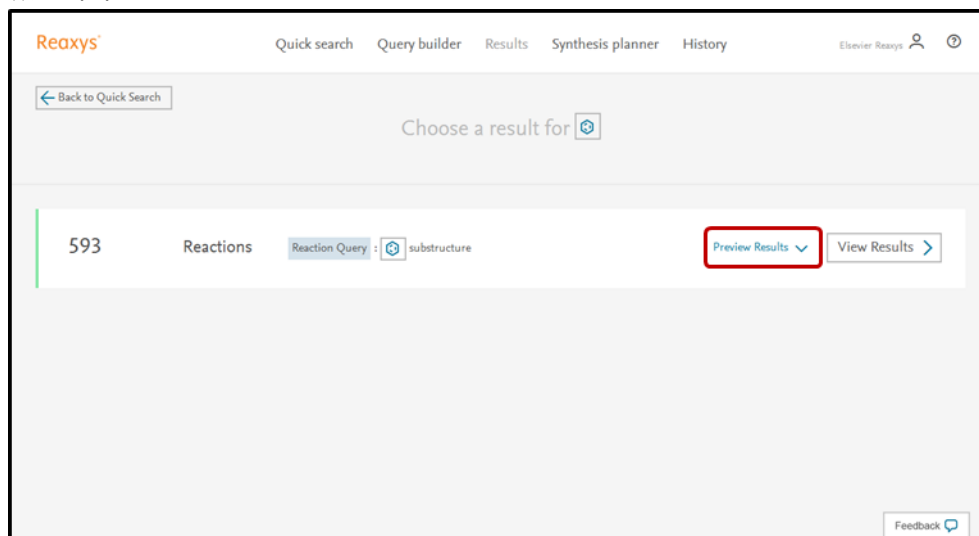 Reaxys®
Quick search Query builder Results Synthesis planner History Elsevier Reaxys
Back to Quick Search
Choose a result for
593 Reactions Reaction Query : substructure Preview Results View Results
Feedback